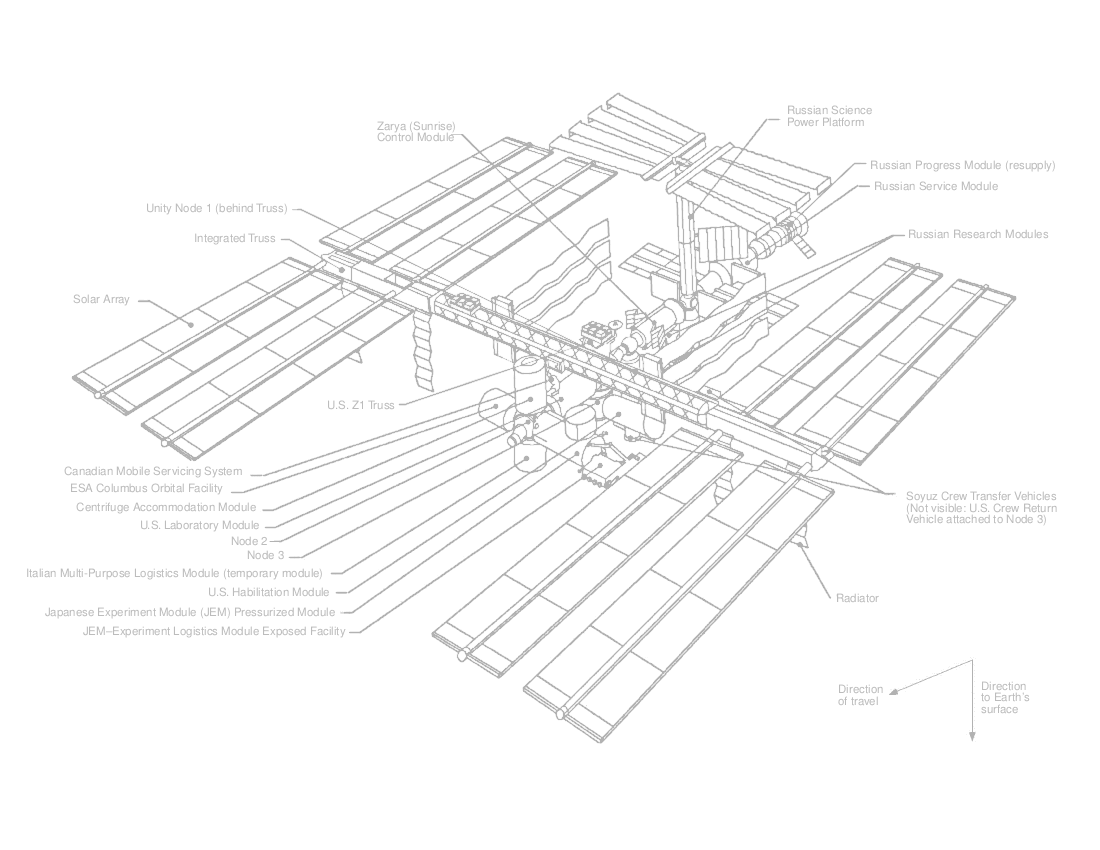 Russian Science
Power Platform
Zarya (Sunrise)
Control Module
Russian Progress Module (resupply)
Russian Service Module
Unity Node 1 (behind Truss)
Integrated Truss
Russian Research Modules
Solar Array
U.S. Z1 Truss
Canadian Mobile Servicing System
ESA Columbus Orbital Facility
Centrifuge Accommodation Module
U.S. Laboratory Module
Node 2
Node 3
Italian Multi-Purpose Logistics Module (temporary module)
U.S. Habilitation Module
Japanese Experiment Module (JEM) Pressurized Module
JEM–Experiment Logistics Module Exposed Facility
Soyuz Crew Transfer Vehicles
(Not visible: U.S. Crew Return
Vehicle attached to Node 3)
Radiator
Direction
of travel
Direction
to Earth's
surface